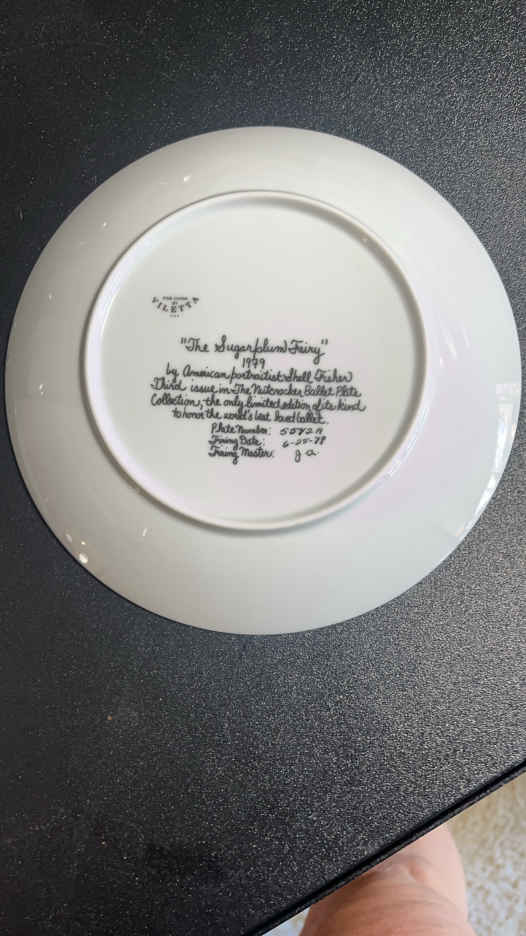 VILETTA
"The Sugarplum Fairy"
1979
by American portraitist Shell Fisher
Third issue in The Nutcracker Ballet Plate
Collection, the only limited edition of its kind
to honor the world's best loved ballet.
Plate Number:
Firing Date:
Firing Master: ga